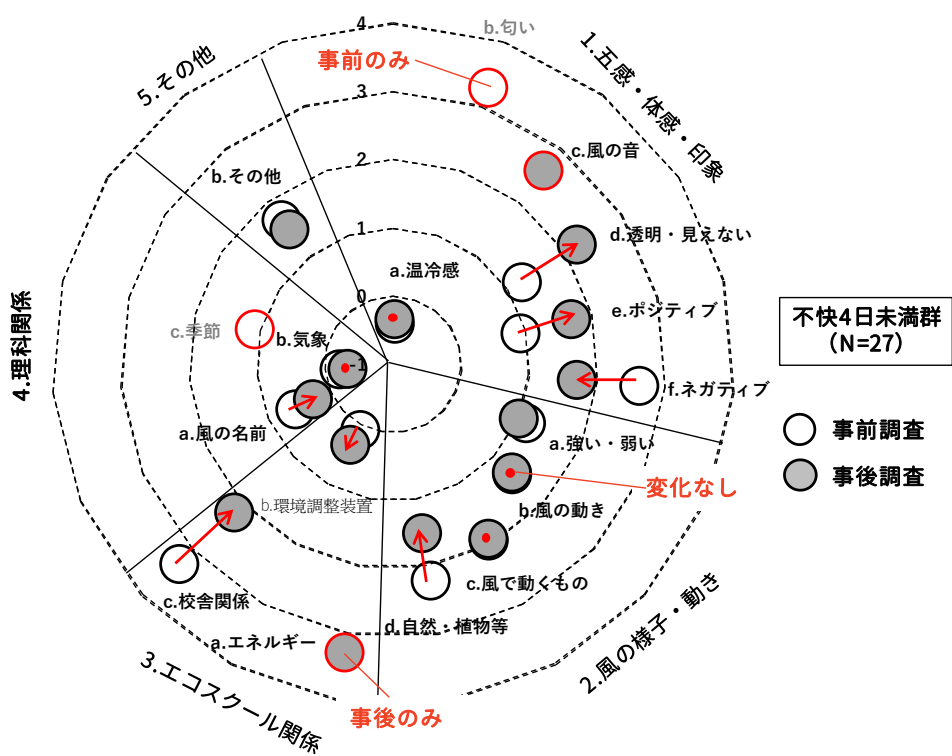 4
b.匂い
事前のみ
1.五感・体感・印象
5.その他
3
c.風の音
2
b.その他
d.透明・見えない
1
a.温冷感
0
e.ポジティブ
不快4日未満群
（N=27）
c.季節
b.気象
-1
4.理科関係
f.ネガティブ
事前調査
a.風の名前
a.強い・弱い
事後調査
変化なし
b.環境調整装置
b.風の動き
c.風で動くもの
c.校舎関係
d.自然・植物等
2.風の様子・動き
a.エネルギー
3.エコスクール関係
事後のみ